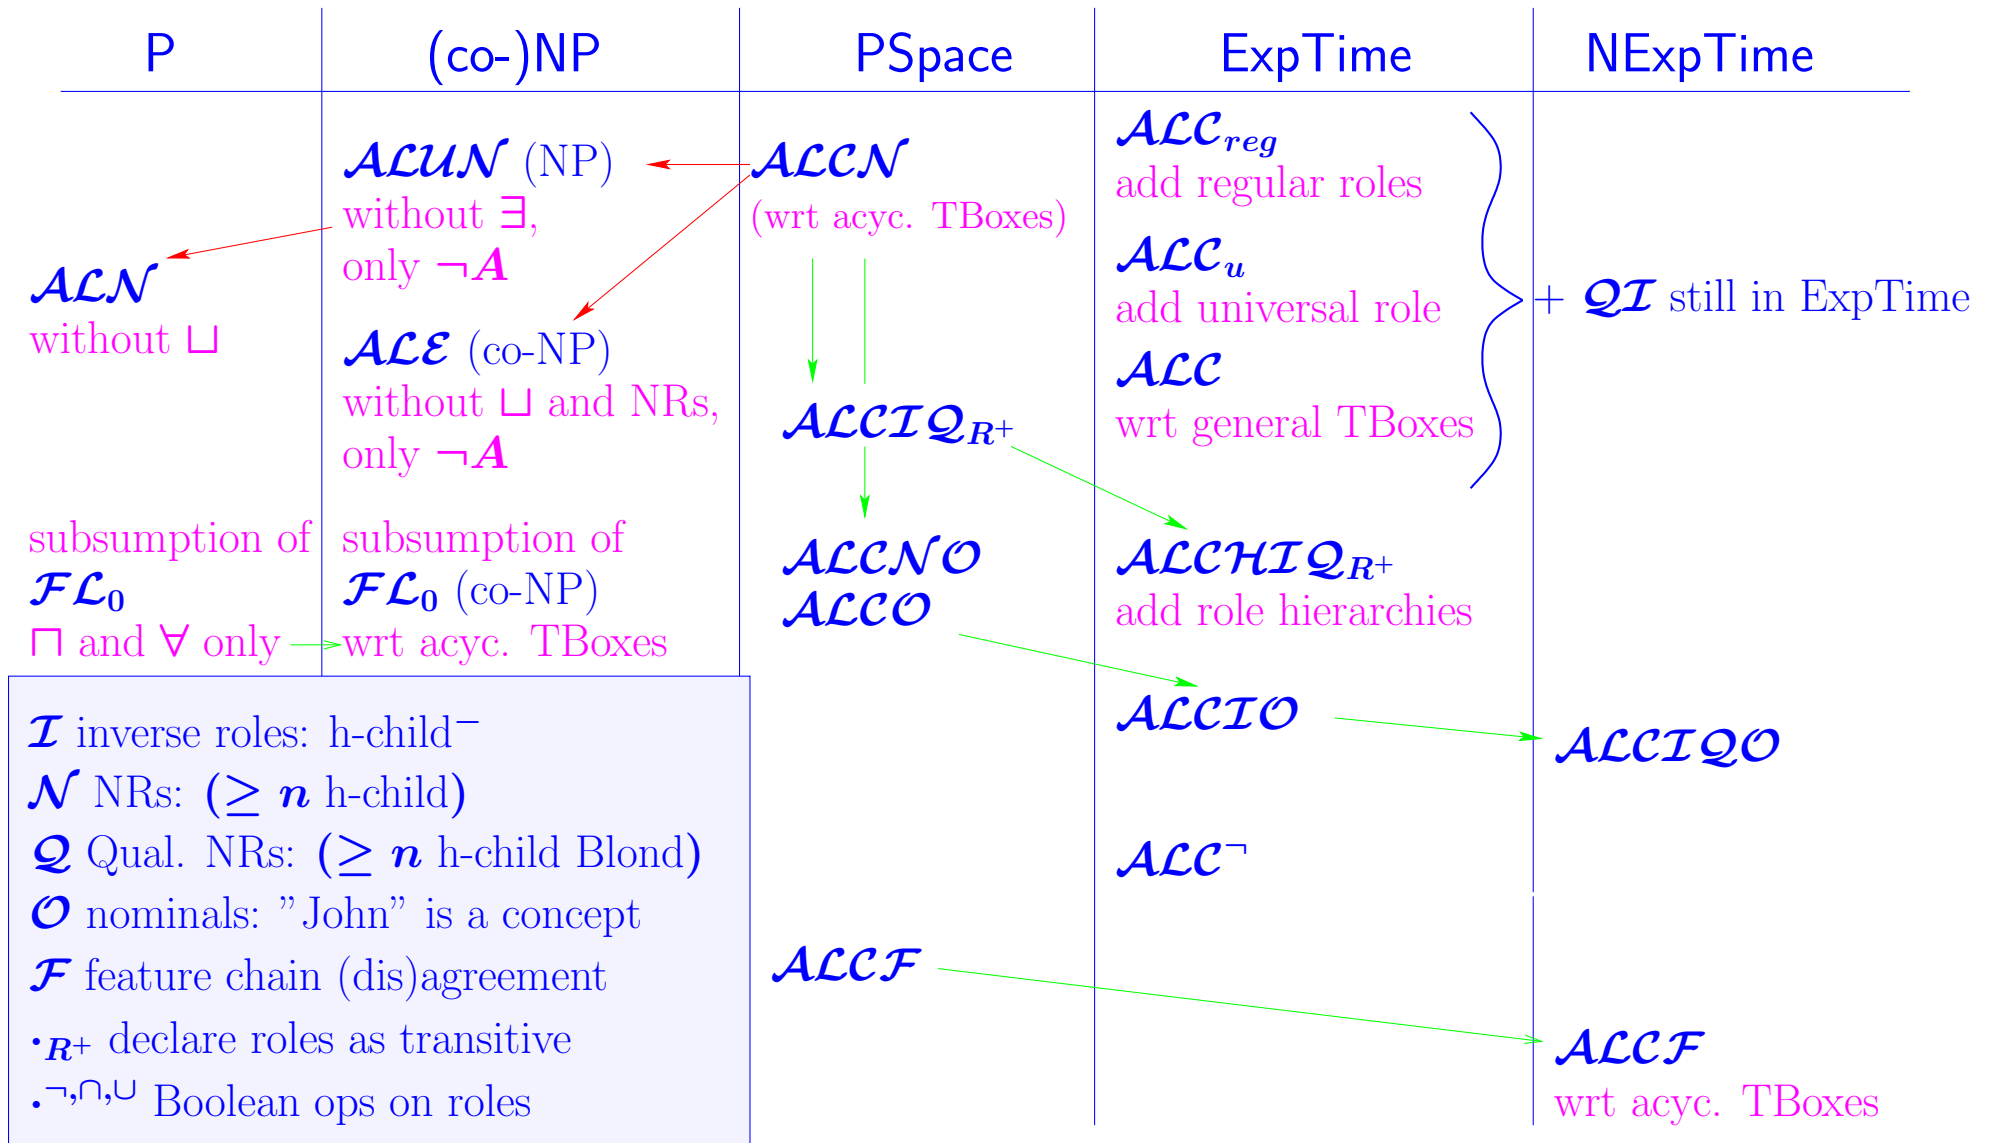 P (co-)NP PSpace ExpTime NExpTime
ALN
without ⊔
subsumption of
FL₀
⊓ and ∀ only
ALUN (NP)
without ∃,
only ¬A
ALE (co-NP)
without ⊔ and NRs,
only ¬A
subsumption of
FL₀ (co-NP)
wrt acyc. TBoxes
ALCN
(wrt acyc. TBoxes)
ALCIQ_R⁺
ALCNO
ALCO
ALCF
ALC_reg
add regular roles
ALC_u
add universal role
ALC
wrt general TBoxes
+ QI still in ExpTime
ALCHIQ_R⁺
add role hierarchies
ALCIO
ALC¬
ALCIQO
ALCF
wrt acyc. TBoxes
I inverse roles: h-child⁻
N NRs: (≥ n h-child)
Q Qual. NRs: (≥ n h-child Blond)
O nominals: ”John” is a concept
F feature chain (dis)agreement
·_R⁺ declare roles as transitive
·¬,∩,∪ Boolean ops on roles